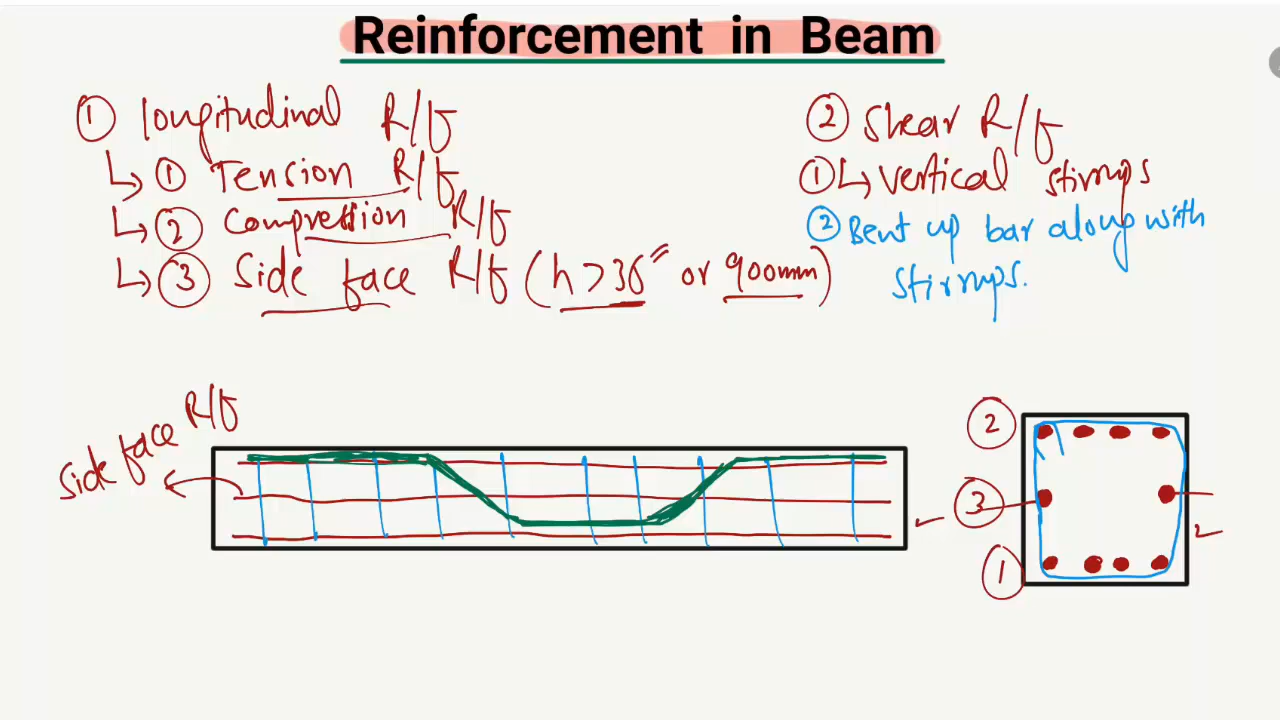 Reinforcement in Beam
① longitudinal R/f
↳ ① Tension R/f
↳ ② Compression R/f
↳ ③ Side face R/f (h > 36" or 900mm)
② Shear R/f
① ↳ vertical stirrups
② Bent up bar along with
stirrups.
Side face R/f
②
③
①